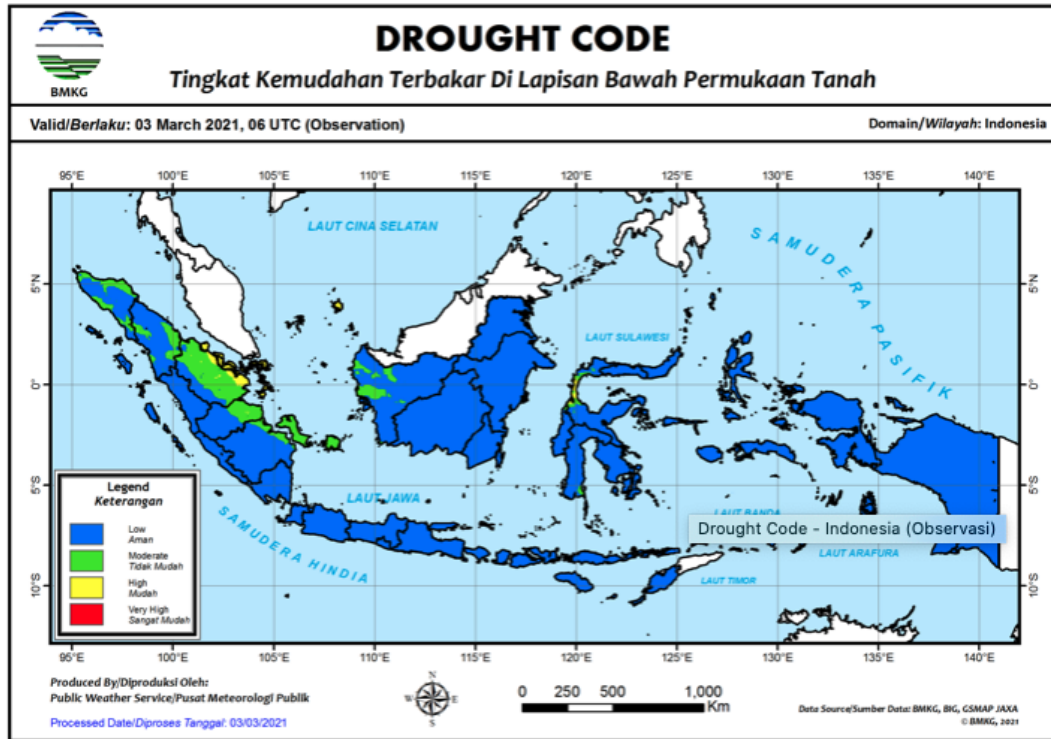 BMKG
DROUGHT CODE
Tingkat Kemudahan Terbakar Di Lapisan Bawah Permukaan Tanah
Valid/Berlaku: 03 March 2021, 06 UTC (Observation)
Domain/Wilayah: Indonesia
95°E 100°E 105°E 110°E 115°E 120°E 125°E 130°E 135°E 140°E
LAUT CINA SELATAN
SAMUDERA PASIFIK
5°N 5°N
LAUT SULAWESI
0° 0°
5°S 5°S
Legend
Keterangan
Low
Aman
Moderate
Tidak Mudah
High
Mudah
Very High
Sangat Mudah
LAUT JAWA
SAMUDERA HINDIA
LAUT BANDA
Drought Code - Indonesia (Observasi)
LAUT ARAFURA
LAUT TIMOR
10°S 10°S
95°E 100°E 105°E 110°E 115°E 120°E 125°E 130°E 135°E 140°E
Produced By/Diproduksi Oleh:
Public Weather Service/Pusat Meteorologi Publik
Processed Date/Diproses Tanggal: 03/03/2021
N
W E
S
0 250 500 1,000
Km
Data Source/Sumber Data: BMKG, BIG, GSMAP JAXA
© BMKG, 2021